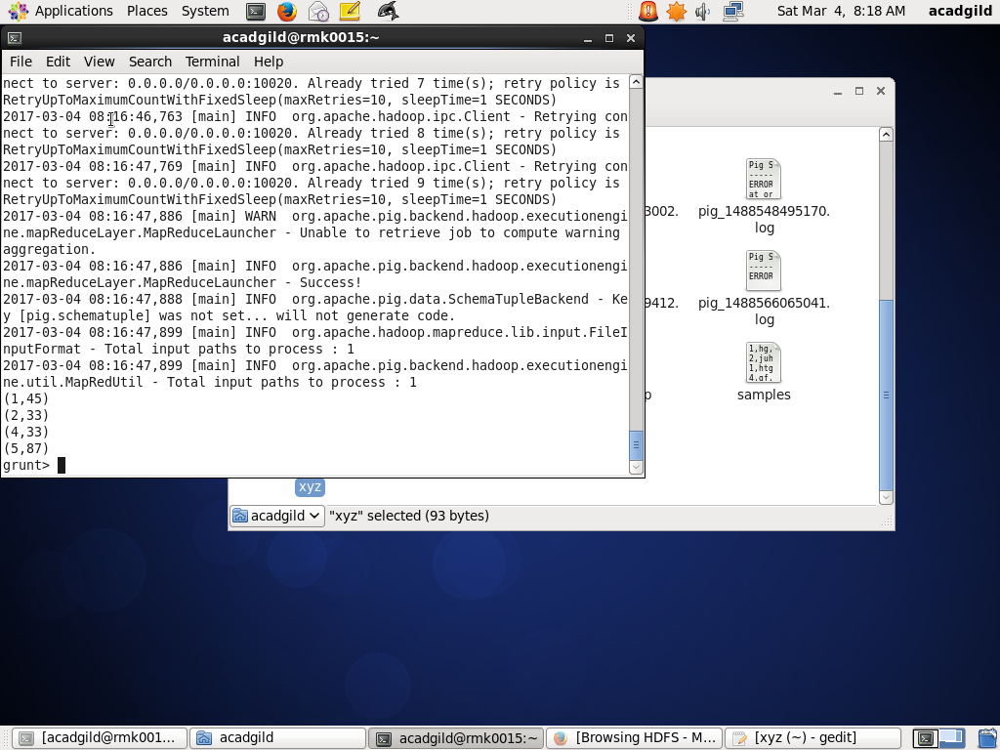 Applications Places System
Sat Mar 4, 8:18 AM acadgild
acadgild@rmk0015:~
File Edit View Search Terminal Help
nect to server: 0.0.0.0/0.0.0.0:10020. Already tried 7 time(s); retry policy is
RetryUpToMaximumCountWithFixedSleep(maxRetries=10, sleepTime=1 SECONDS)
2017-03-04 08:16:46,763 [main] INFO  org.apache.hadoop.ipc.Client - Retrying con
nect to server: 0.0.0.0/0.0.0.0:10020. Already tried 8 time(s); retry policy is
RetryUpToMaximumCountWithFixedSleep(maxRetries=10, sleepTime=1 SECONDS)
2017-03-04 08:16:47,769 [main] INFO  org.apache.hadoop.ipc.Client - Retrying con
nect to server: 0.0.0.0/0.0.0.0:10020. Already tried 9 time(s); retry policy is
RetryUpToMaximumCountWithFixedSleep(maxRetries=10, sleepTime=1 SECONDS)
2017-03-04 08:16:47,886 [main] WARN  org.apache.pig.backend.hadoop.executionengi
ne.mapReduceLayer.MapReduceLauncher - Unable to retrieve job to compute warning
aggregation.
2017-03-04 08:16:47,886 [main] INFO  org.apache.pig.backend.hadoop.executionengi
ne.mapReduceLayer.MapReduceLauncher - Success!
2017-03-04 08:16:47,888 [main] INFO  org.apache.pig.data.SchemaTupleBackend - Ke
y [pig.schematuple] was not set... will not generate code.
2017-03-04 08:16:47,899 [main] INFO  org.apache.hadoop.mapreduce.lib.input.FileI
nputFormat - Total input paths to process : 1
2017-03-04 08:16:47,899 [main] INFO  org.apache.pig.backend.hadoop.executionengi
ne.util.MapRedUtil - Total input paths to process : 1
(1,45)
(2,33)
(4,33)
(5,87)
grunt>
Pig S
-----
ERROR
at or
3002.
pig_1488548495170.
log
Pig S
-----
ERROR
9412.
pig_1488566065041.
log
1,hg,
2,juh
1,htg
4,gf,
p
samples
xyz
acadgild
"xyz" selected (93 bytes)
[acadgild@rmk001...
acadgild
acadgild@rmk0015:~
[Browsing HDFS - M...
[xyz (~) - gedit]